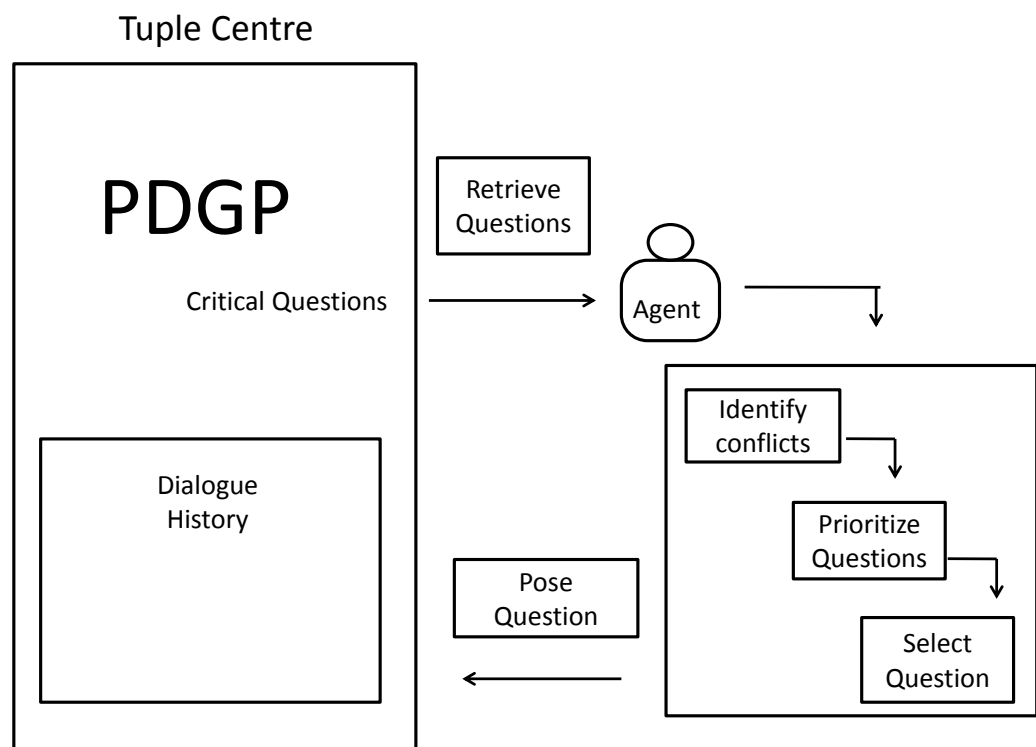 Tuple Centre
PDGP
Critical Questions
Dialogue
History
Retrieve
Questions
Agent
Identify
conflicts
Prioritize
Questions
Select
Question
Pose
Question